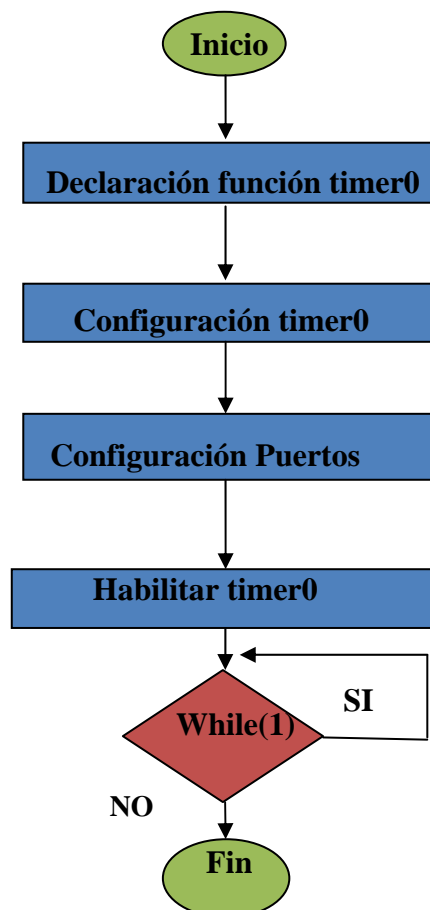 Inicio
Declaración función timer0
Configuración timer0
Configuración Puertos
Habilitar timer0
While(1)
SI
NO
Fin